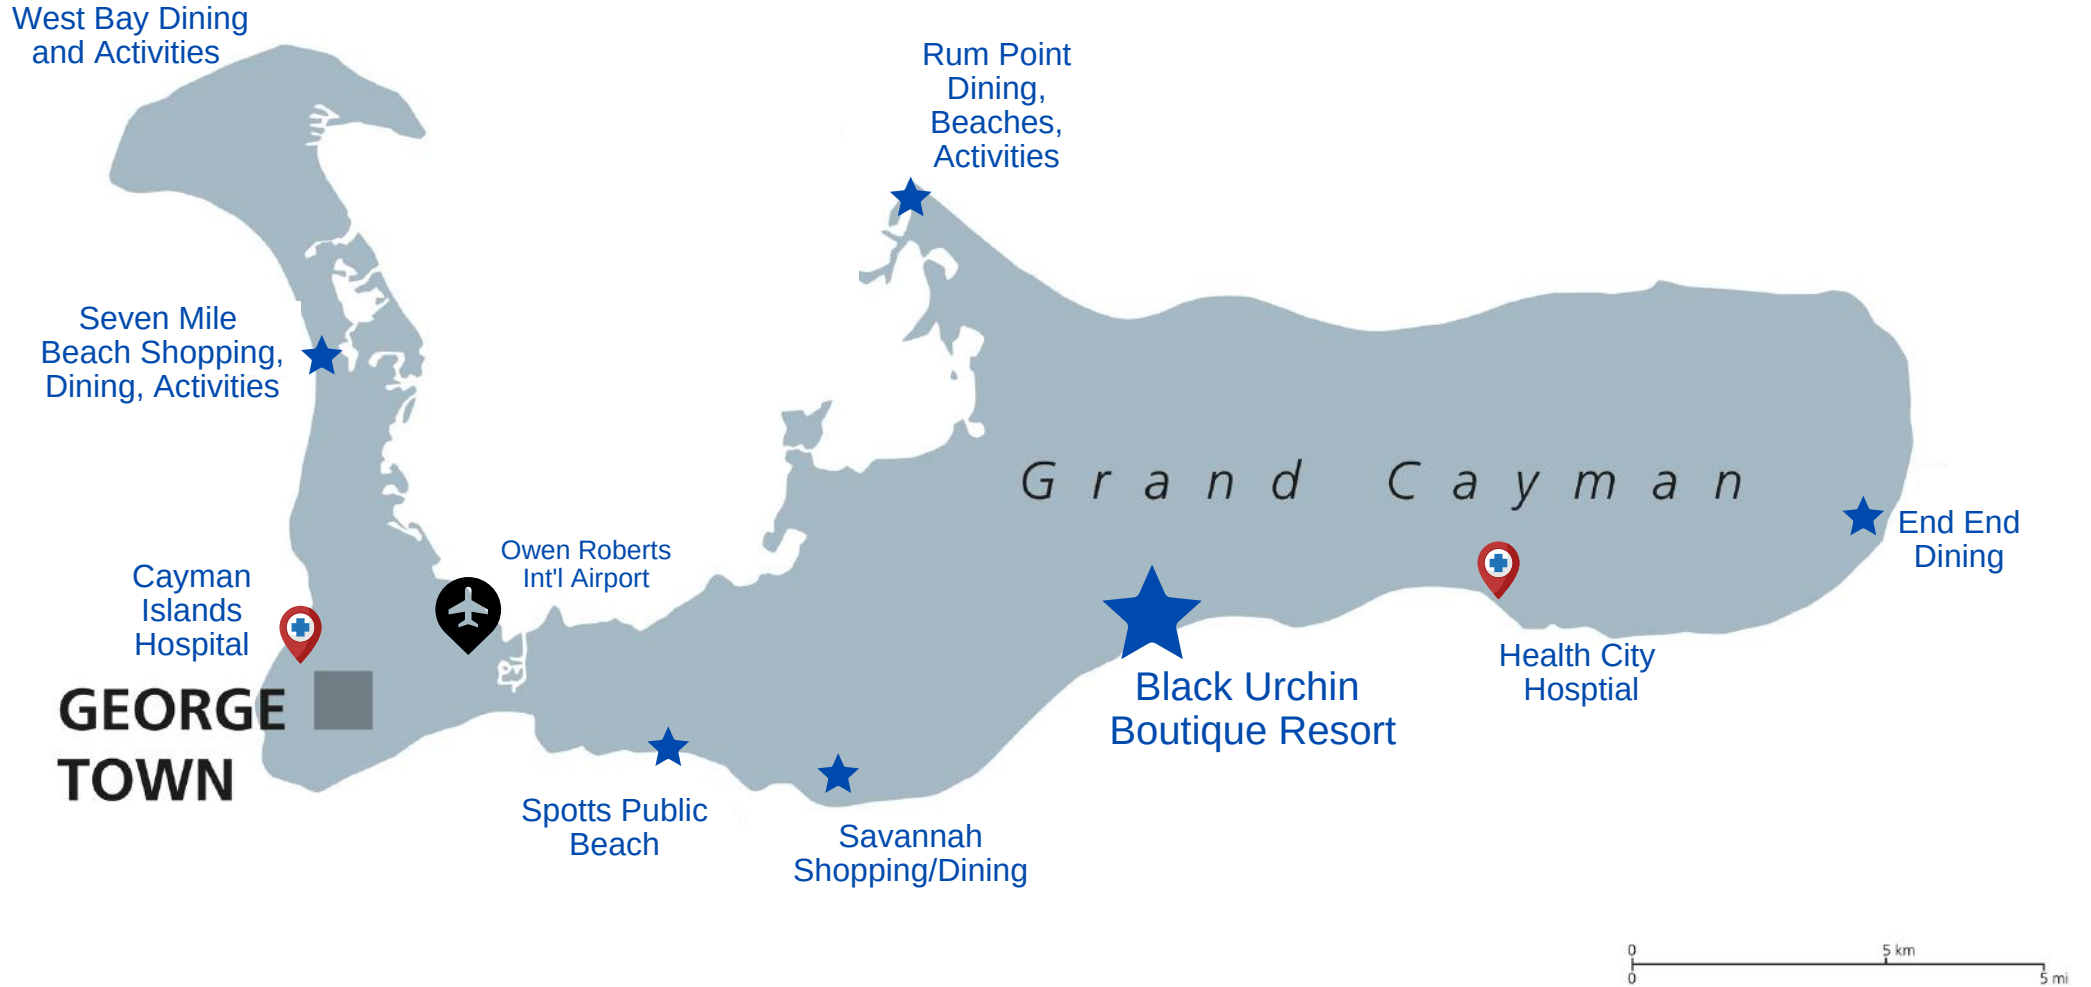 West Bay Dining
and Activities
Rum Point
Dining,
Beaches,
Activities
Seven Mile
Beach Shopping,
Dining, Activities
Grand Cayman
End End
Dining
Owen Roberts
Int'l Airport
Cayman
Islands
Hospital
Health City
Hosptial
GEORGE
TOWN
Black Urchin
Boutique Resort
Spotts Public
Beach
Savannah
Shopping/Dining
0 5 km
0 5 mi